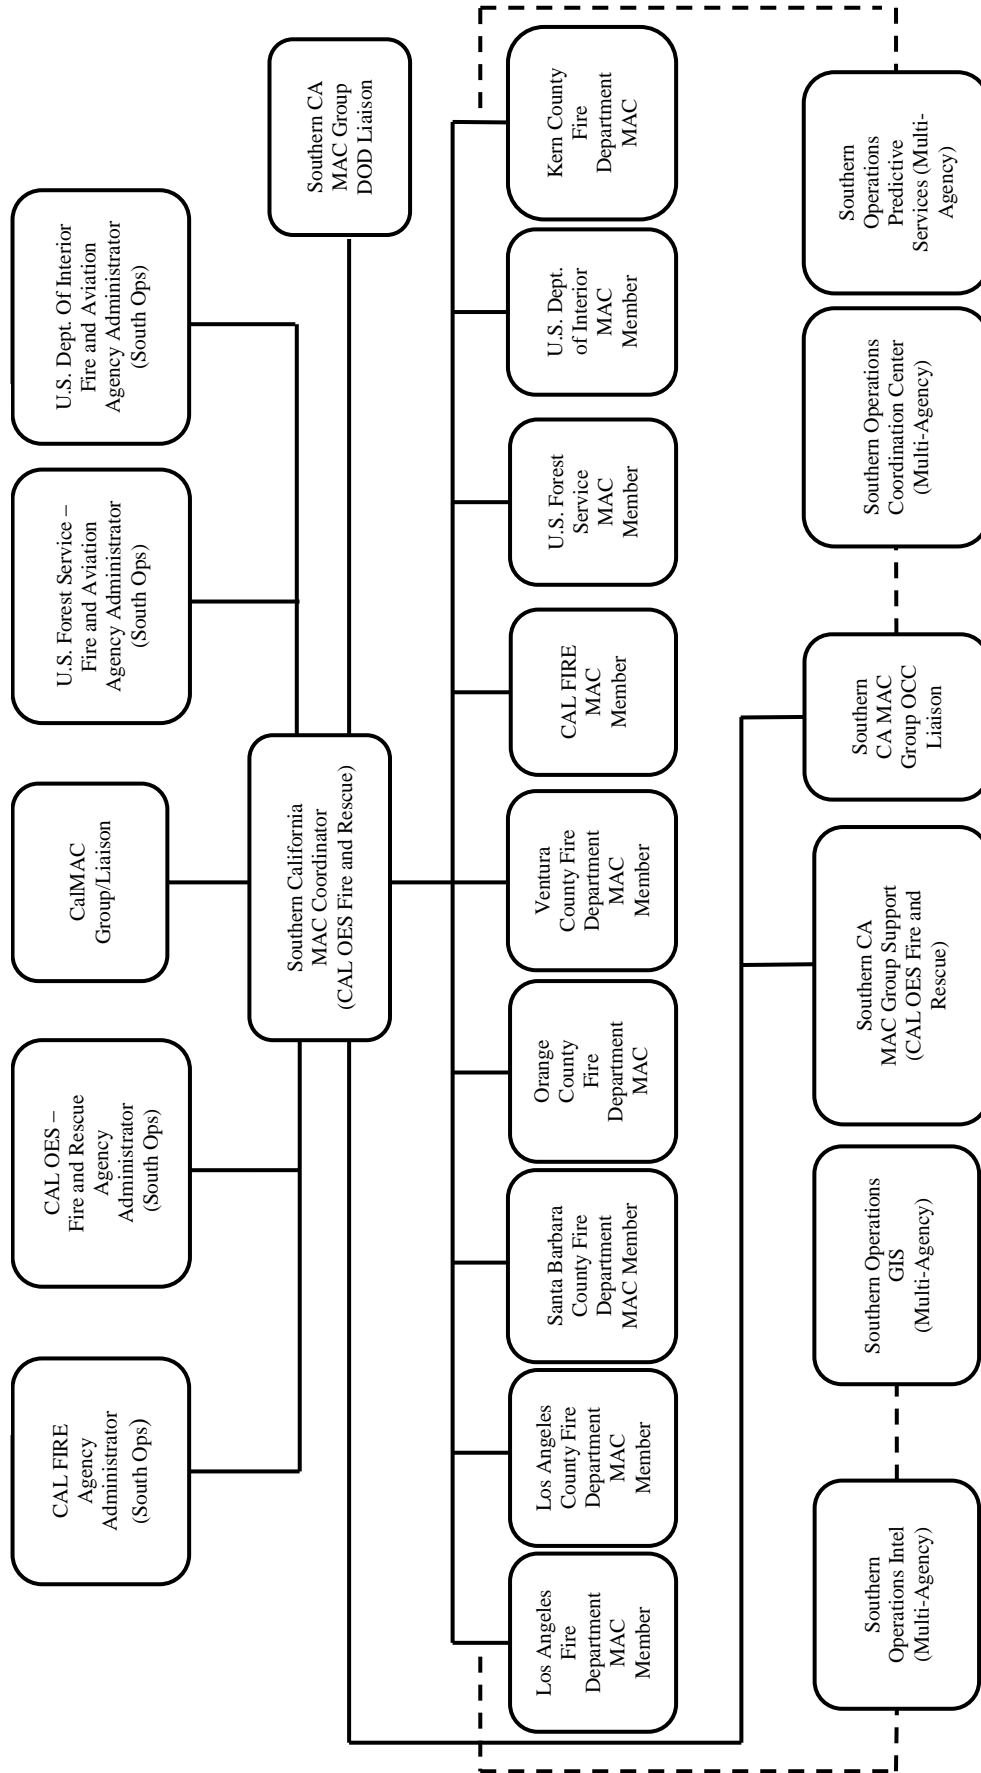 CAL FIRE
Agency
Administrator
(South Ops)
CAL OES –
Fire and Rescue
Agency
Administrator
(South Ops)
CalMAC
Group/Liaison
U.S. Forest Service –
Fire and Aviation
Agency Administrator
(South Ops)
U.S. Dept. Of Interior
Fire and Aviation
Agency Administrator
(South Ops)
Southern California
MAC Coordinator
(CAL OES Fire and Rescue)
Southern CA
MAC Group
DOD Liaison
Los Angeles
Fire
Department
MAC
Member
Los Angeles
County Fire
Department
MAC
Member
Santa Barbara
County Fire
Department
MAC Member
Orange
County
Fire
Department
MAC
Ventura
County Fire
Department
MAC
Member
CAL FIRE
MAC
Member
U.S. Forest
Service
MAC
Member
U.S. Dept.
of Interior
MAC
Member
Kern County
Fire
Department
MAC
Southern
Operations Intel
(Multi-Agency)
Southern Operations
GIS
(Multi-Agency)
Southern CA
MAC Group Support
(CAL OES Fire and
Rescue)
Southern
CA MAC
Group OCC
Liaison
Southern Operations
Coordination Center
(Multi-Agency)
Southern
Operations
Predictive
Services (Multi-
Agency)